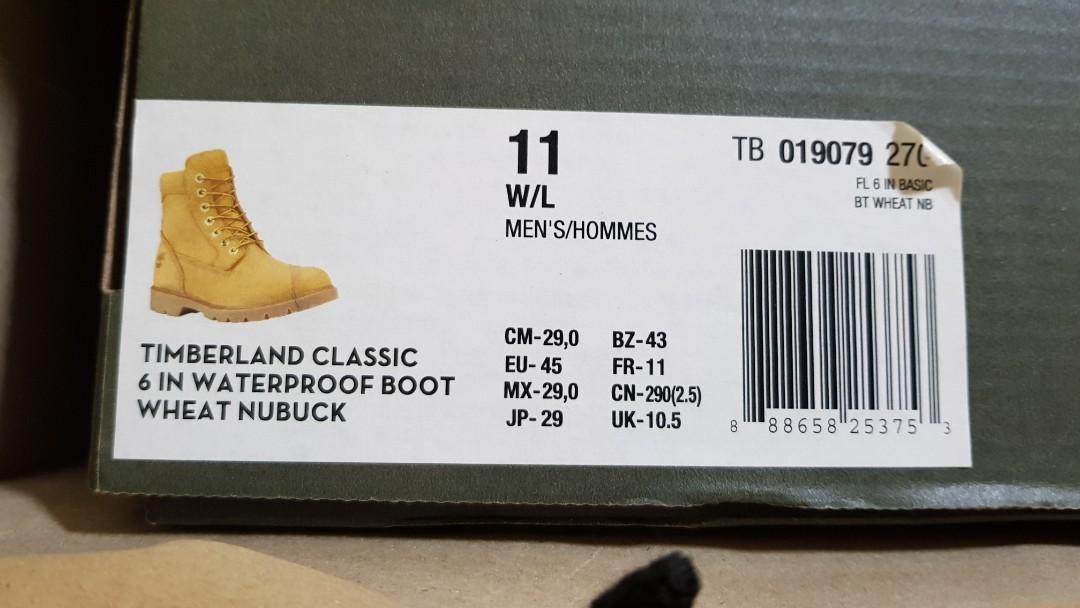 11
W/L
MEN'S/HOMMES
TB 019079
FL 6 IN BASIC
BT WHEAT NB
TIMBERLAND CLASSIC
6 IN WATERPROOF BOOT
WHEAT NUBUCK
CM-29,0 BZ-43
EU-45 FR-11
MX-29,0 CN-290(2.5)
JP-29 UK-10.5
8 88658 25375 3